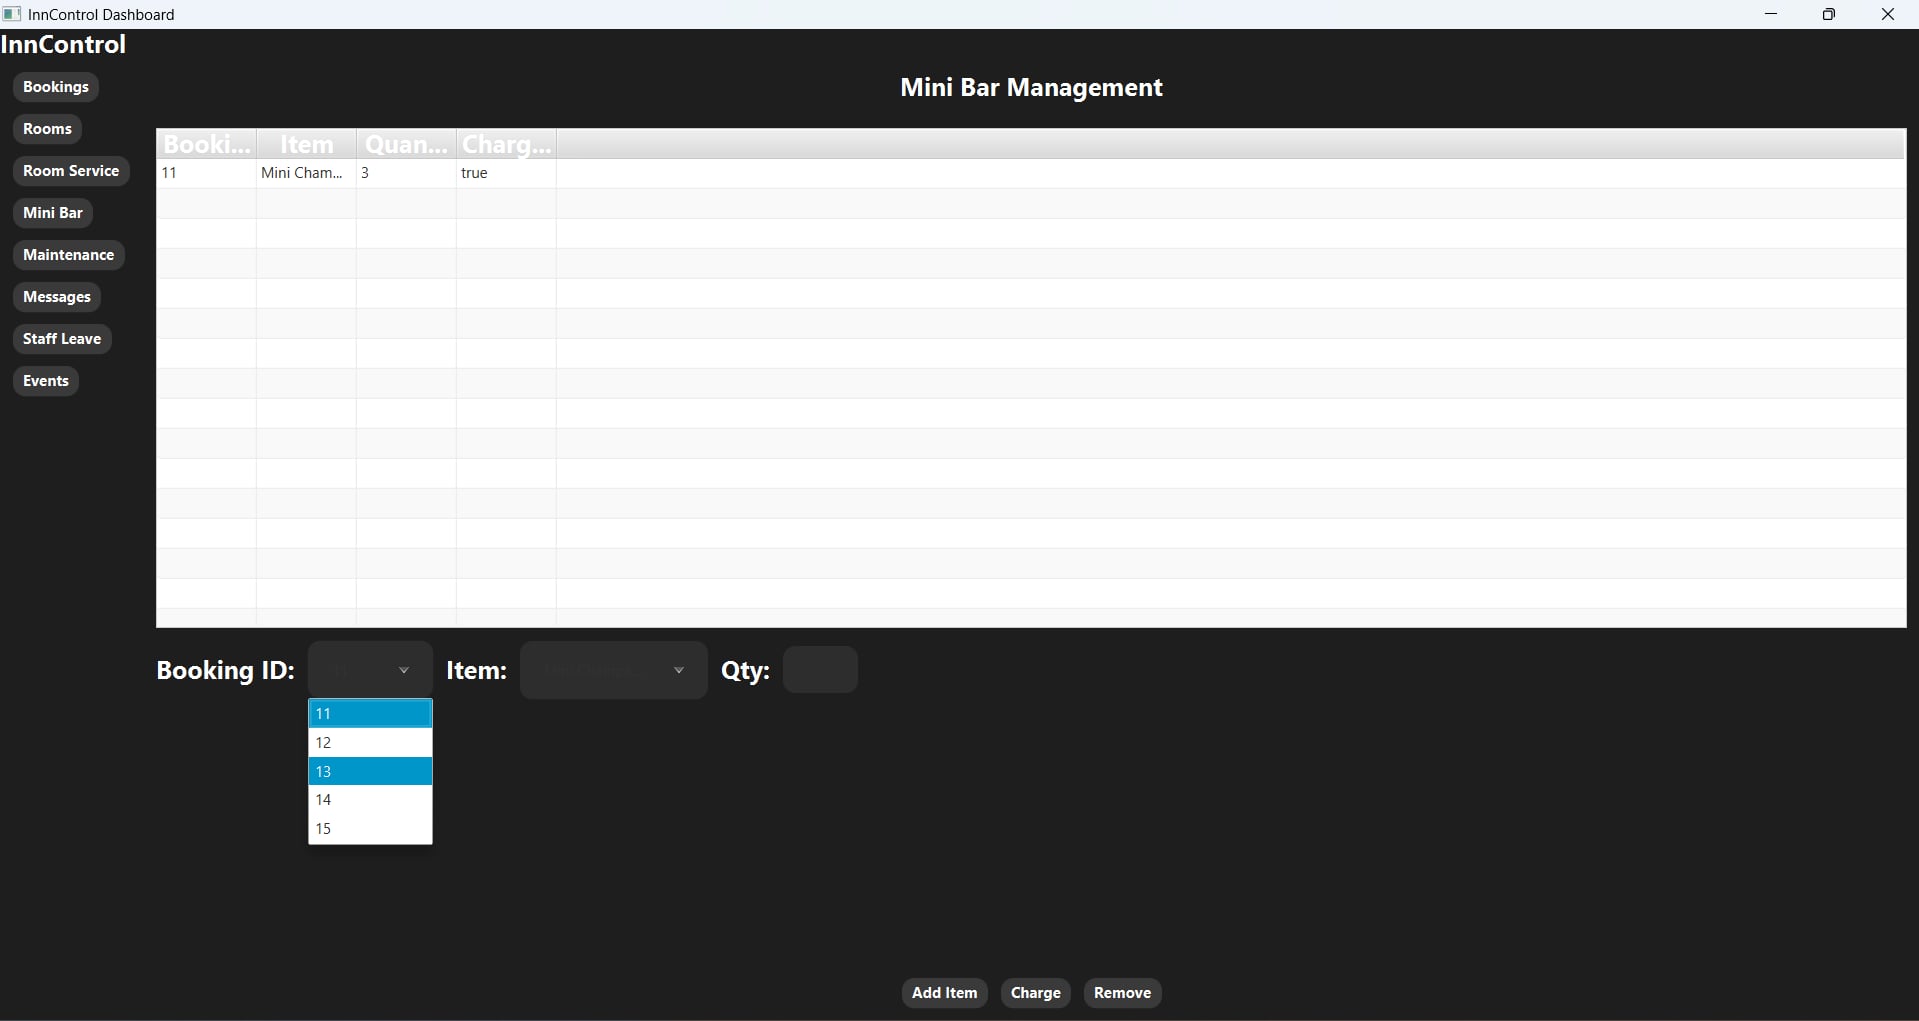 InnControl Dashboard
InnControl
Bookings
Rooms
Room Service
Mini Bar
Maintenance
Messages
Staff Leave
Events
Mini Bar Management
Booki... Item Quan... Charg...
11 Mini Cham... 3 true
Booking ID: Item: Qty:
11
12
13
14
15
Add Item Charge Remove